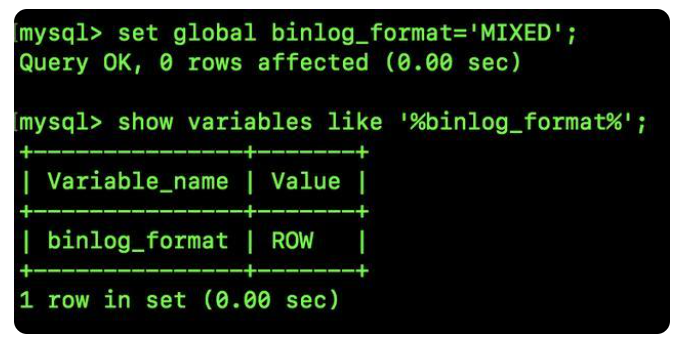 mysql> set global binlog_format='MIXED';
Query OK, 0 rows affected (0.00 sec)
mysql> show variables like '%binlog_format%';
+---------------+-------+
| Variable_name | Value |
+---------------+-------+
| binlog_format | ROW   |
+---------------+-------+
1 row in set (0.00 sec)